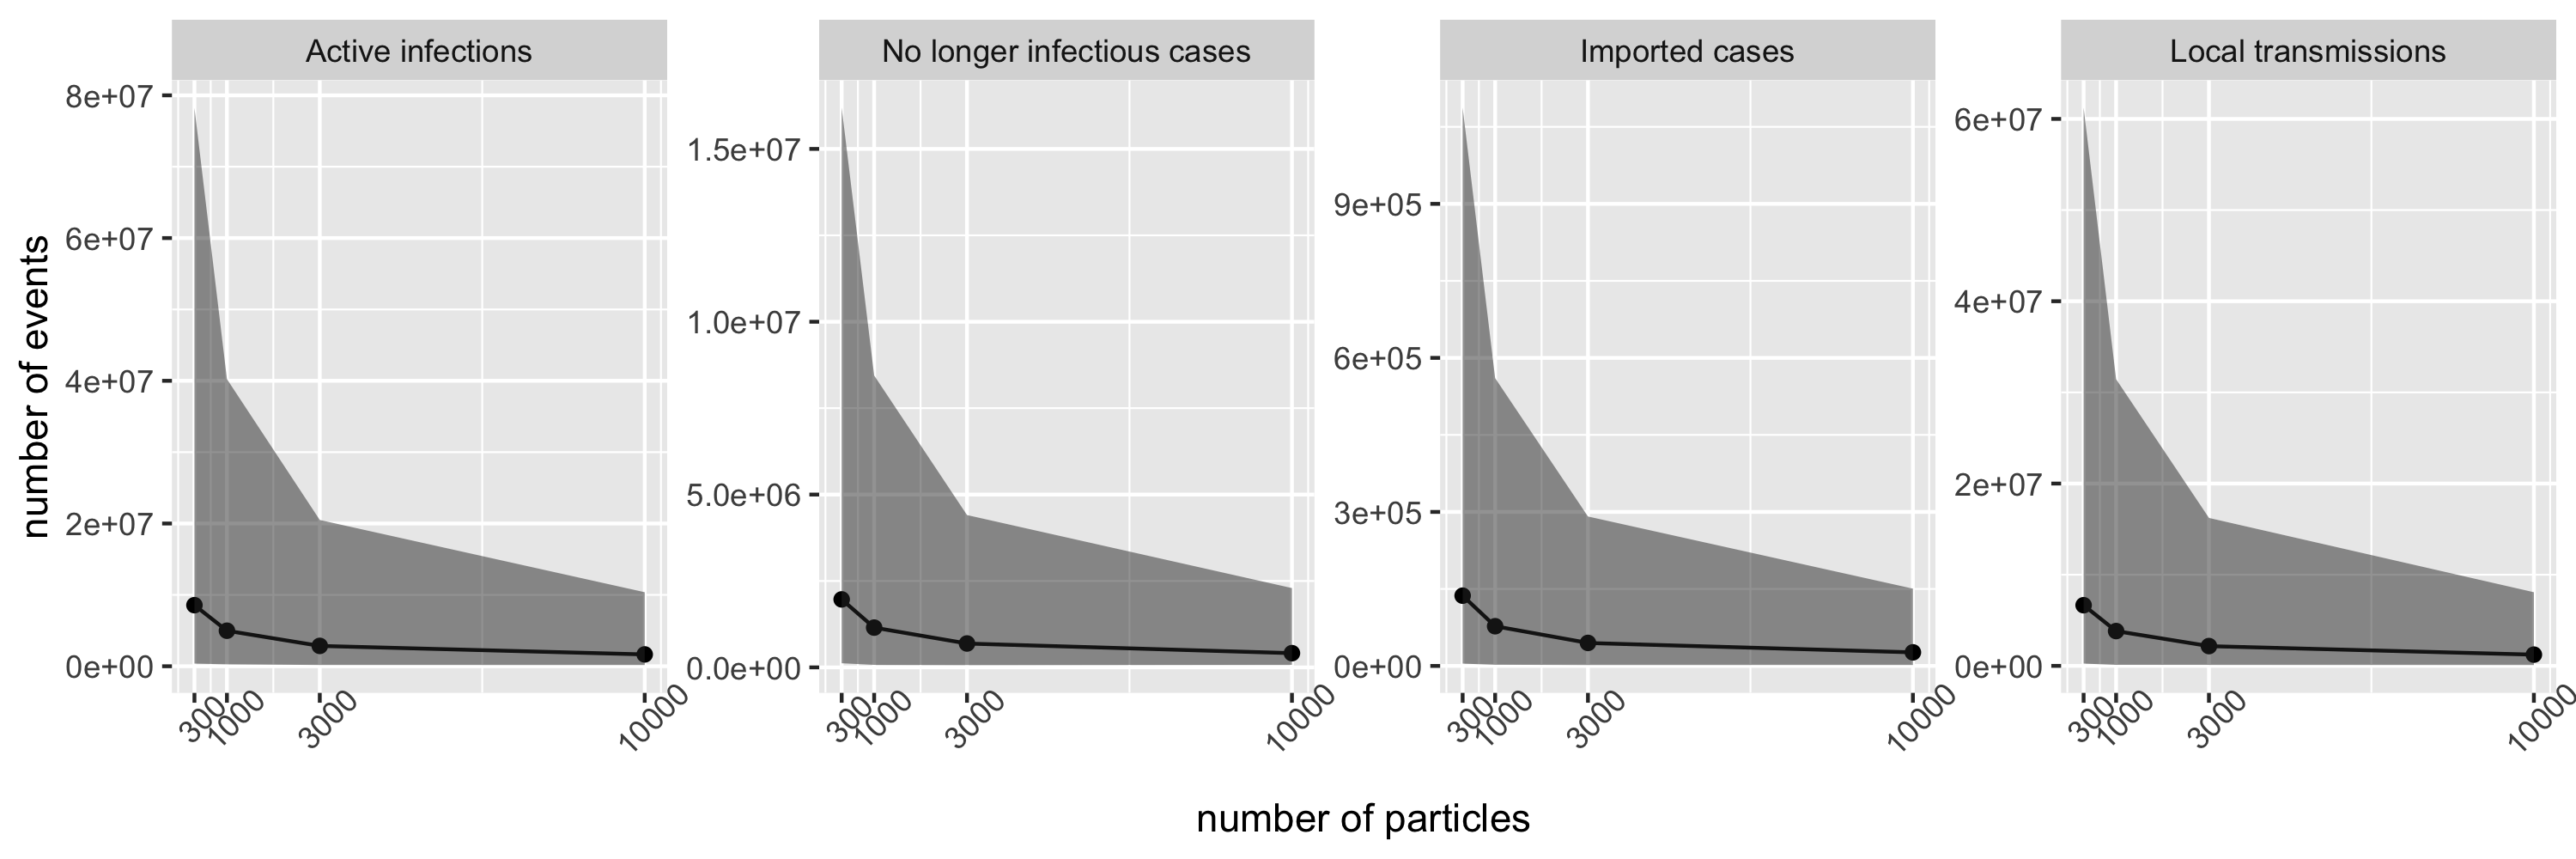 Active infections
No longer infectious cases
Imported cases
Local transmissions
number of events
8e+07
6e+07
4e+07
2e+07
0e+00
1.5e+07
1.0e+07
5.0e+06
0.0e+00
9e+05
6e+05
3e+05
0e+00
6e+07
4e+07
2e+07
0e+00
300
1000
3000
10000
300
1000
3000
10000
300
1000
3000
10000
300
1000
3000
10000
number of particles